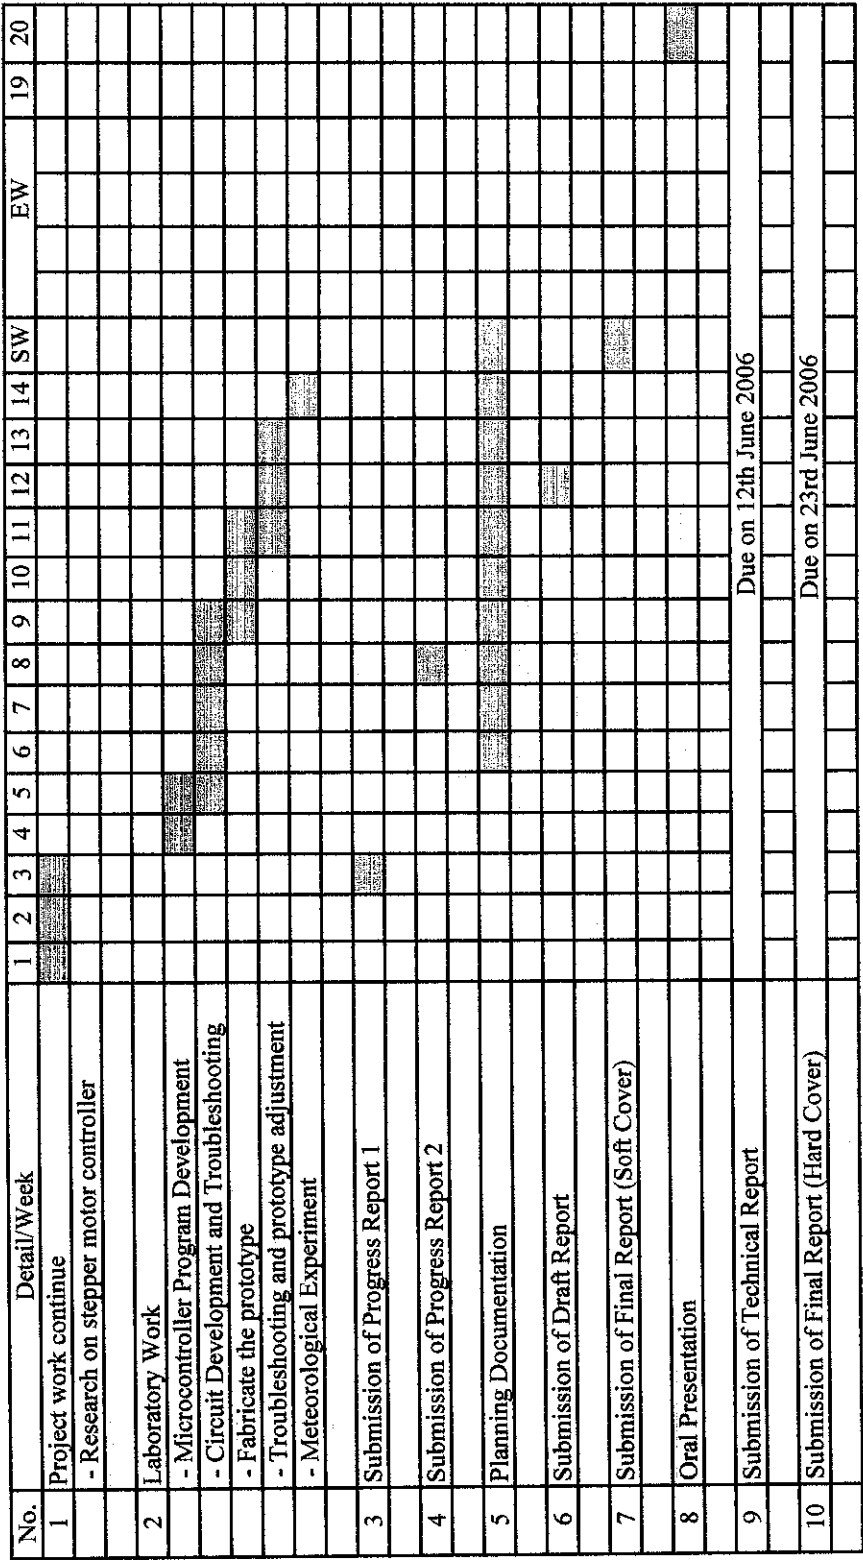 No. Detail/Week 1 2 3 4 5 6 7 8 9 10 11 12 13 14 SW EW 19 20
1 Project work continue
- Research on stepper motor controller
2 Laboratory Work
- Microcontroller Program Development
- Circuit Development and Troubleshooting
- Fabricate the prototype
- Troubleshooting and prototype adjustment
- Meteorological Experiment
3 Submission of Progress Report 1
4 Submission of Progress Report 2
5 Planning Documentation
6 Submission of Draft Report
7 Submission of Final Report (Soft Cover)
8 Oral Presentation
9 Submission of Technical Report Due on 12th June 2006
10 Submission of Final Report (Hard Cover) Due on 23rd June 2006